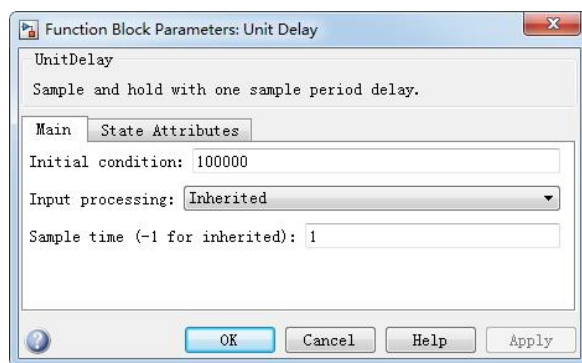 Function Block Parameters: Unit Delay
UnitDelay
Sample and hold with one sample period delay.
Main State Attributes
Initial condition: 100000
Input processing: Inherited
Sample time (-1 for inherited): 1
OK Cancel Help Apply